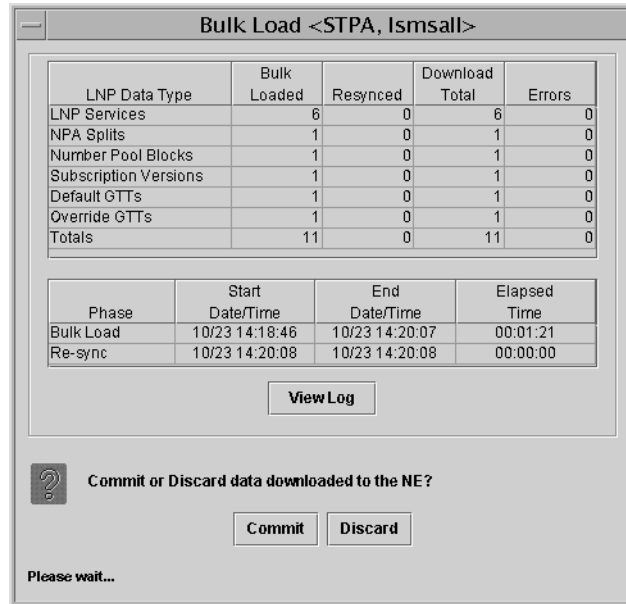 Bulk Load <STPA, lsmsall>
Bulk Download
LNP Data Type Loaded Resynced Total Errors
LNP Services 6 0 6 0
NPA Splits 1 0 1 0
Number Pool Blocks 1 0 1 0
Subscription Versions 1 0 1 0
Default GTTs 1 0 1 0
Override GTTs 1 0 1 0
Totals 11 0 11 0
Start End Elapsed
Phase Date/Time Date/Time Time
Bulk Load 10/23 14:18:46 10/23 14:20:07 00:01:21
Re-sync 10/23 14:20:08 10/23 14:20:08 00:00:00
View Log
Commit or Discard data downloaded to the NE?
Commit Discard
Please wait...